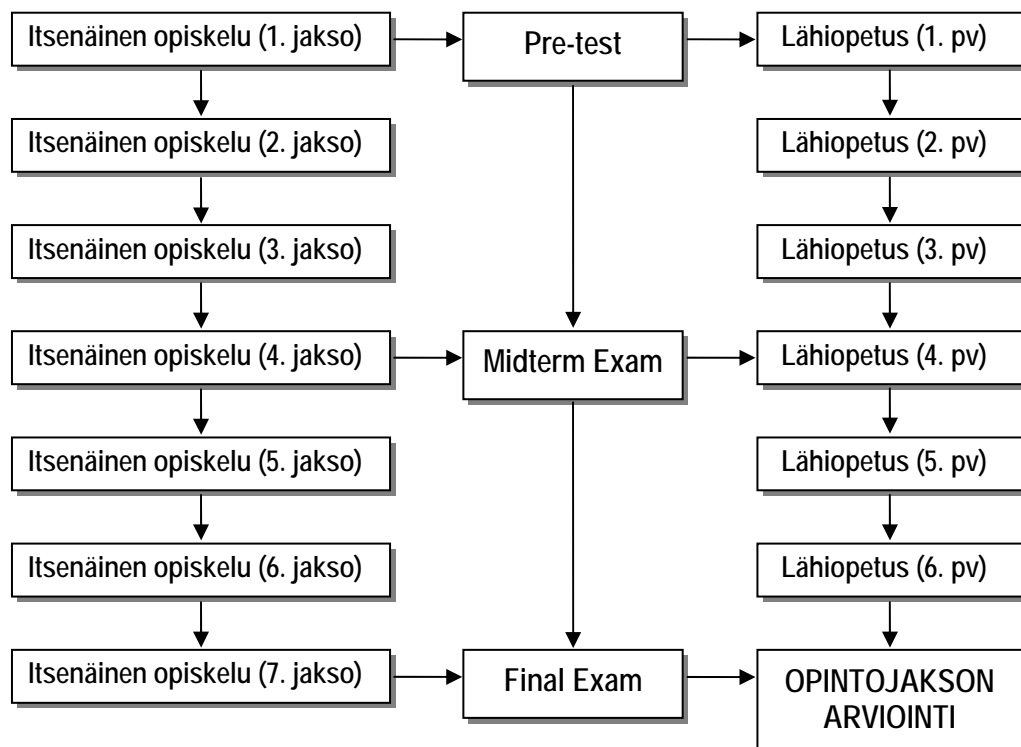 Itsenäinen opiskelu (1. jakso)
Pre-test
Lähiopetus (1. pv)
Itsenäinen opiskelu (2. jakso)
Lähiopetus (2. pv)
Itsenäinen opiskelu (3. jakso)
Lähiopetus (3. pv)
Itsenäinen opiskelu (4. jakso)
Midterm Exam
Lähiopetus (4. pv)
Itsenäinen opiskelu (5. jakso)
Lähiopetus (5. pv)
Itsenäinen opiskelu (6. jakso)
Lähiopetus (6. pv)
Itsenäinen opiskelu (7. jakso)
Final Exam
OPINTOJAKSON
ARVIOINTI